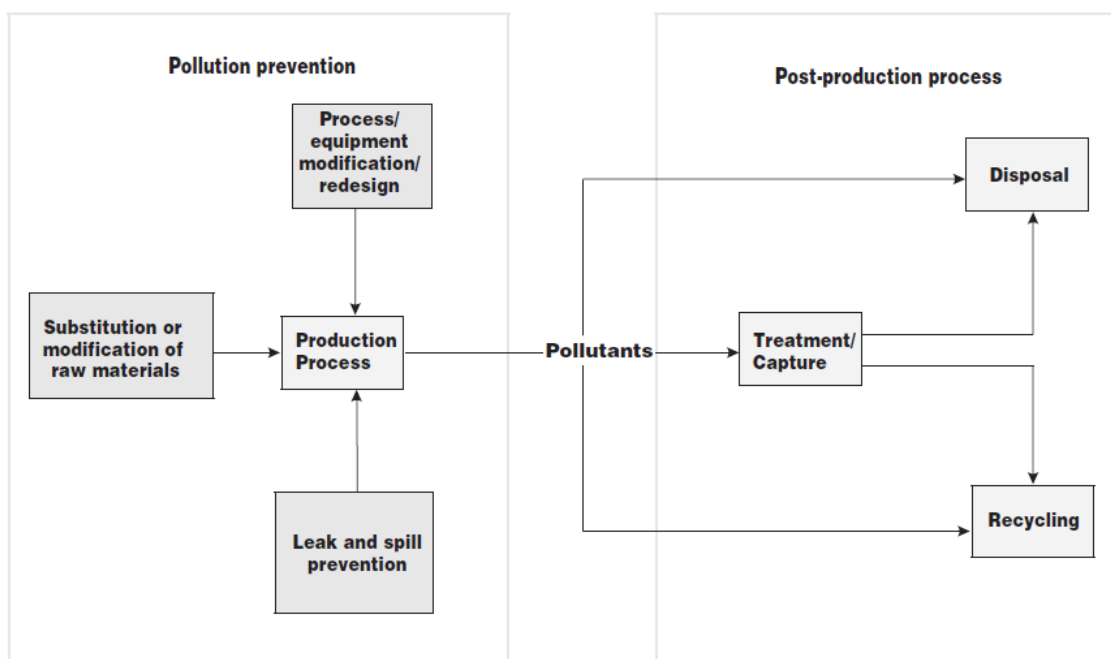 Pollution prevention
Post-production process
Process/
equipment
modification/
redesign
Disposal
Substitution or
modification of
raw materials
Production
Process
Pollutants
Treatment/
Capture
Leak and spill
prevention
Recycling